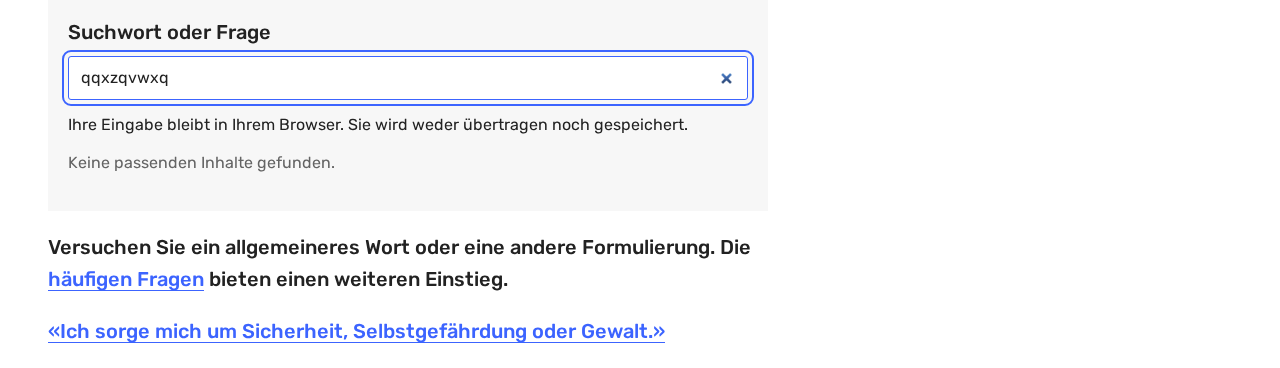 Suchwort oder Frage
qqxzqvwxq
Ihre Eingabe bleibt in Ihrem Browser. Sie wird weder übertragen noch gespeichert.
Keine passenden Inhalte gefunden.
Versuchen Sie ein allgemeineres Wort oder eine andere Formulierung. Die
häufigen Fragen bieten einen weiteren Einstieg.
«Ich sorge mich um Sicherheit, Selbstgefährdung oder Gewalt.»